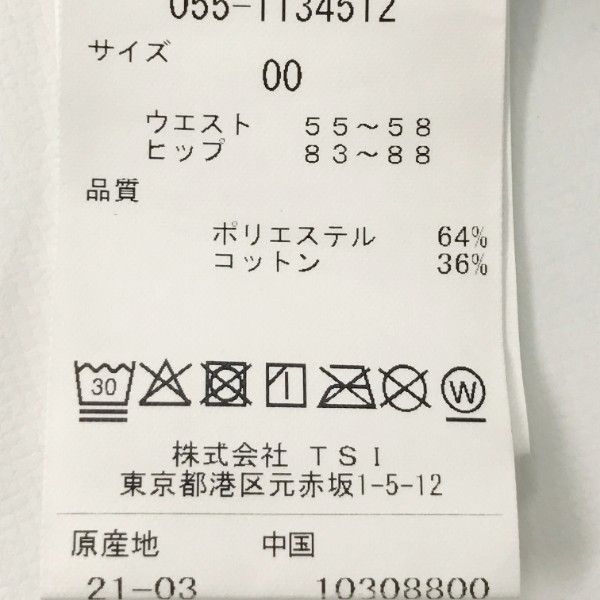 055-1134512
サイズ
00
ウエスト 55～58
ヒップ 83～88
品質
ポリエステル 64%
コットン 36%
30 W
株式会社 TSI
東京都港区元赤坂1-5-12
原産地 中国
21-03 10308800